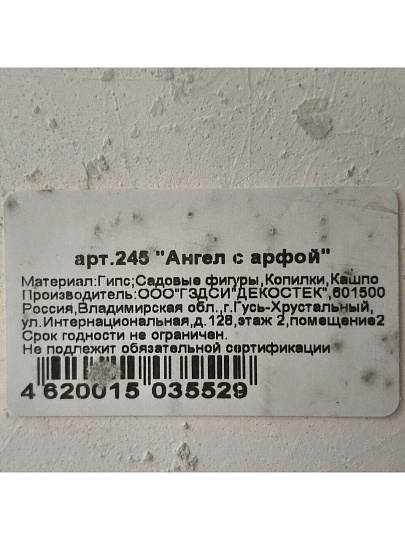 арт.245 "Ангел с арфой"
Материал:Гипс;Садовые фигуры,Копилки,Кашпо
Производитель:ООО"ГЗДСИ"ДЕКОСТЕК",601500
Россия,Владимирская обл.,г.Гусь-Хрустальный,
ул.Интернациональная,д.128,этаж 2,помещение2
Срок годности не ограничен.
Не подлежит обязательной сертификации
4 620015 035529